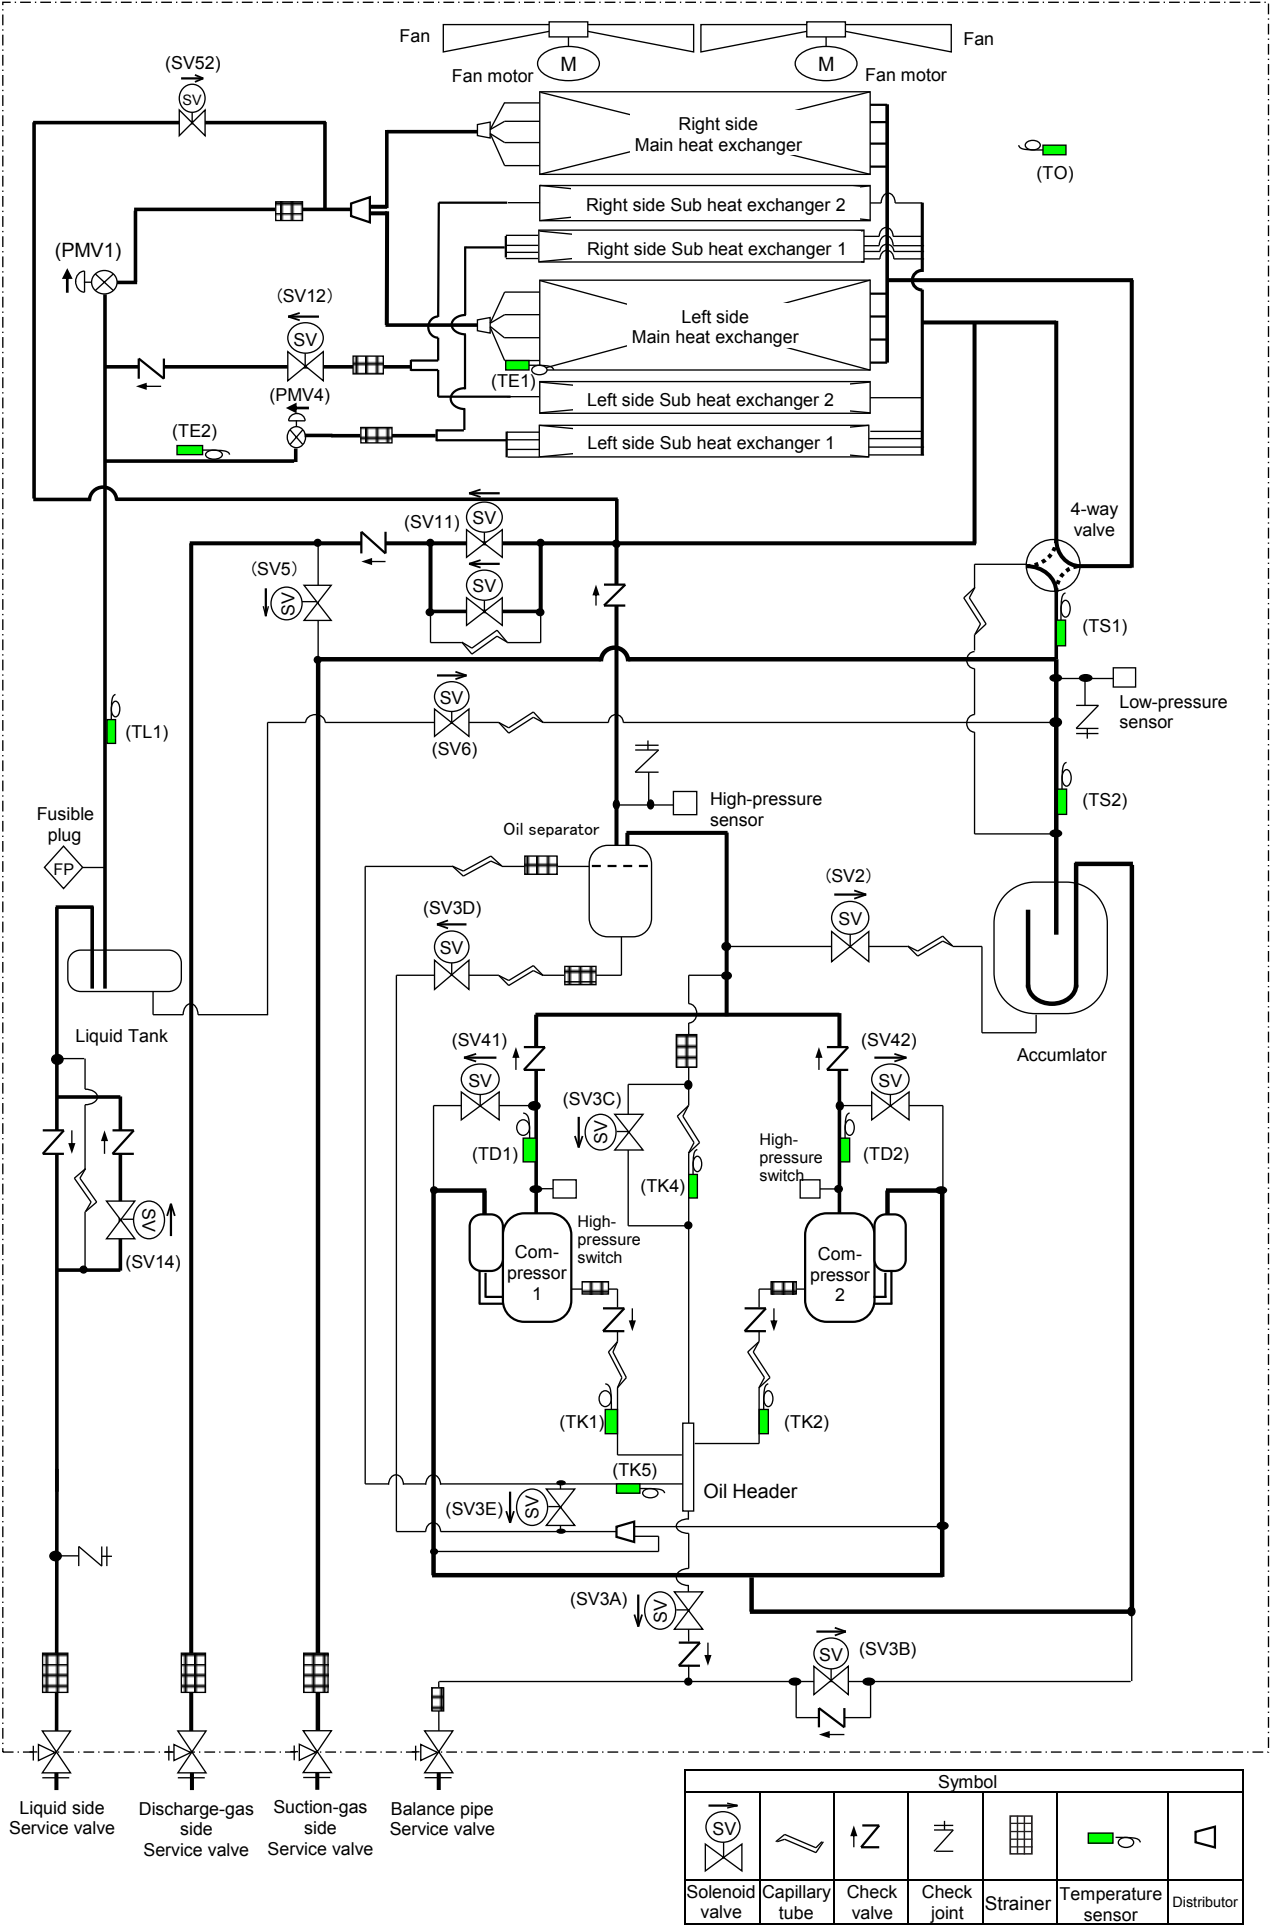 Fan
Fan
M
M
Fan motor
Fan motor
(SV52)
SV
Right side
Main heat exchanger
(TO)
Right side Sub heat exchanger 2
(PMV1)
Right side Sub heat exchanger 1
(SV12)
SV
Left side
Main heat exchanger
(TE1)
(PMV4)
Left side Sub heat exchanger 2
(TE2)
Left side Sub heat exchanger 1
(SV11)
SV
4-way
valve
(SV5)
SV
SV
(TS1)
SV
(SV6)
Low-pressure
sensor
(TL1)
High-pressure
sensor
(TS2)
Fusible
plug
FP
Oil separator
(SV2)
SV
(SV3D)
SV
Liquid Tank
Accumlator
(SV41)
SV
(SV42)
SV
(SV3C)
SV
(TD1)
High-
pressure
switch
(TD2)
(TK4)
SV
(SV14)
High-
pressure
switch
Com-
pressor
1
Com-
pressor
2
(TK1)
(TK2)
(TK5)
Oil Header
(SV3E)
SV
(SV3A)
SV
(SV3B)
SV
Liquid side
Service valve
Discharge-gas
side
Service valve
Suction-gas
side
Service valve
Balance pipe
Service valve
Symbol
SV
Solenoid
valve
Capillary
tube
Check
valve
Check
joint
Strainer
Temperature
sensor
Distributor